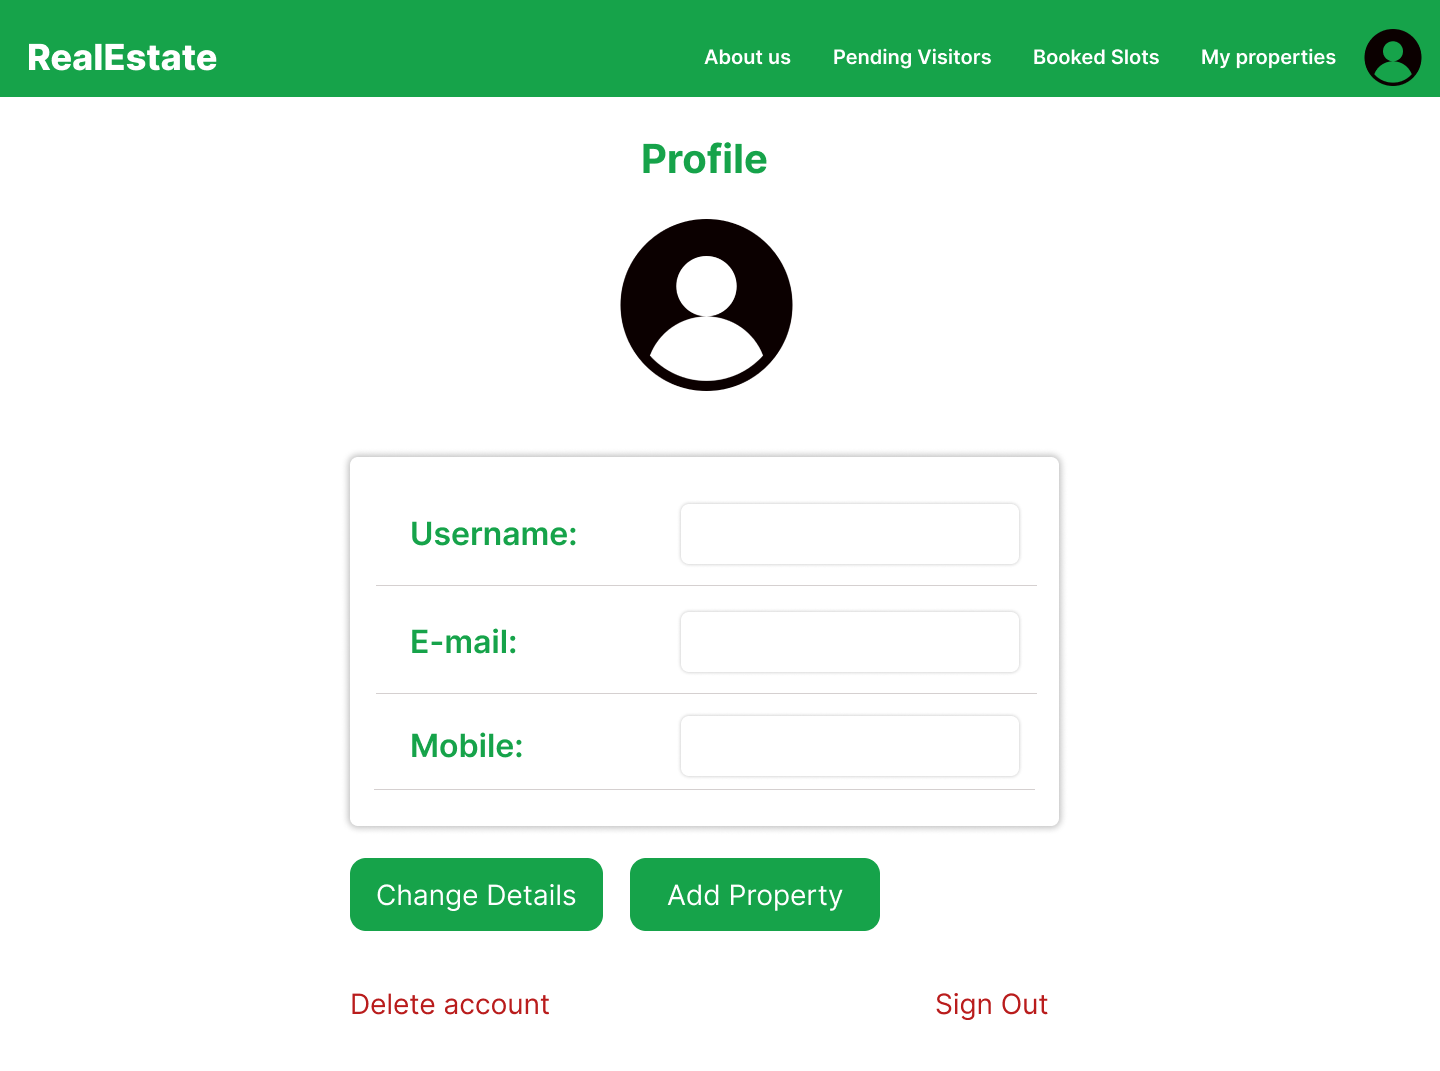 RealEstate
About us
Pending Visitors
Booked Slots
My properties
Profile
Username:
E-mail:
Mobile:
Change Details
Add Property
Delete account
Sign Out